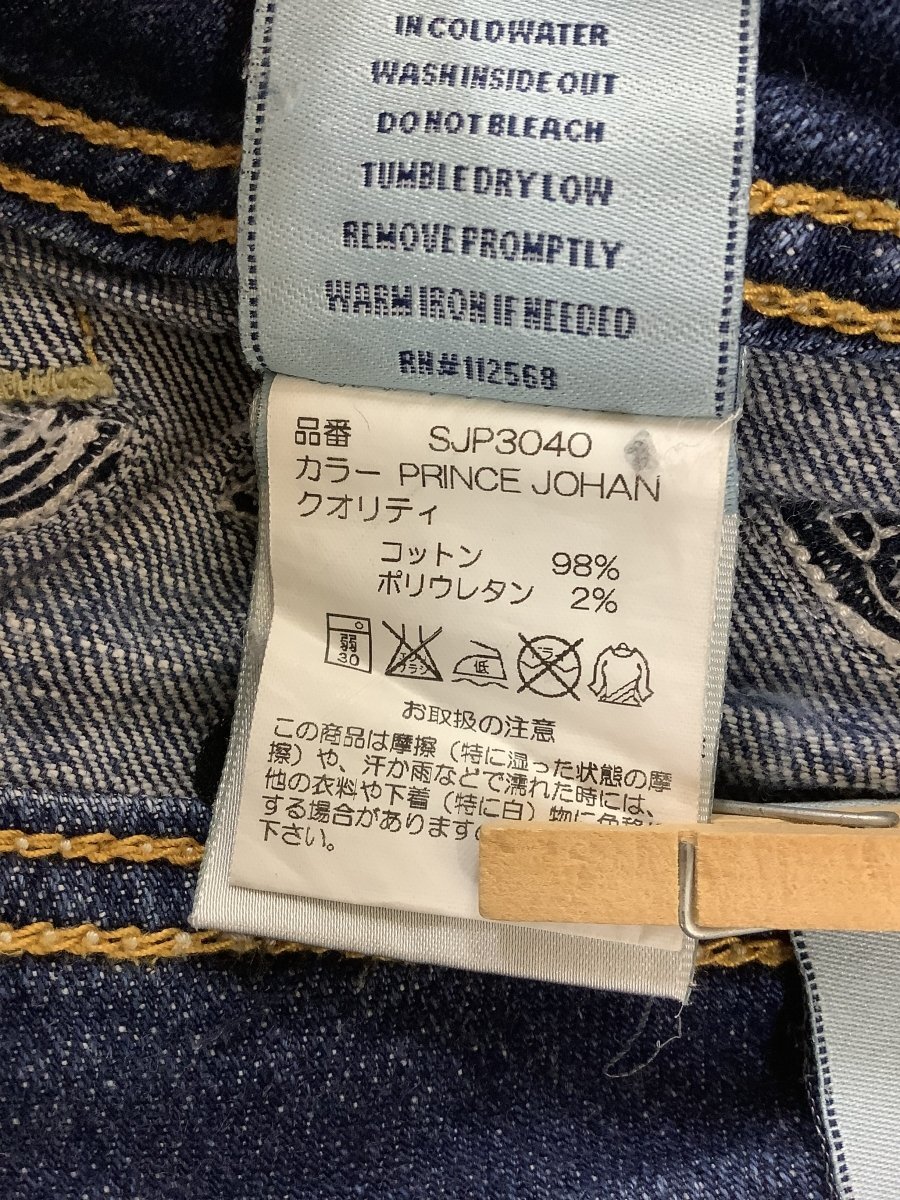 IN COLD WATER
WASH INSIDE OUT
DO NOT BLEACH
TUMBLE DRY LOW
REMOVE PROMPTLY
WARM IRON IF NEEDED
RN#112568
品番 SJP3040
カラー PRINCE JOHAN
クオリティ
コットン 98%
ポリウレタン 2%
弱 30 低
お取扱の注意
この商品は摩擦(特に湿った状態の摩
擦)や、汗か雨などで濡れた時には、
他の衣料や下着(特に白)物に色移
する場合があります
下さい。